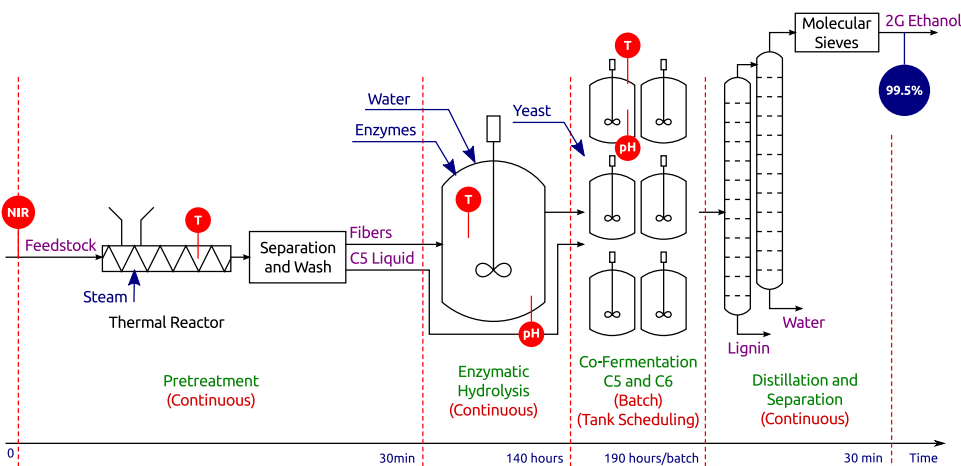 Molecular
Sieves
2G Ethanol
99.5%
T
Water
Enzymes
Yeast
pH
NIR
Feedstock
T
Steam
Thermal Reactor
Separation
and Wash
Fibers
C5 Liquid
T
pH
Water
Lignin
Pretreatment
(Continuous)
Enzymatic
Hydrolysis
(Continuous)
Co-Fermentation
C5 and C6
(Batch)
(Tank Scheduling)
Distillation and
Separation
(Continuous)
0
30min
140 hours
190 hours/batch
30 min
Time